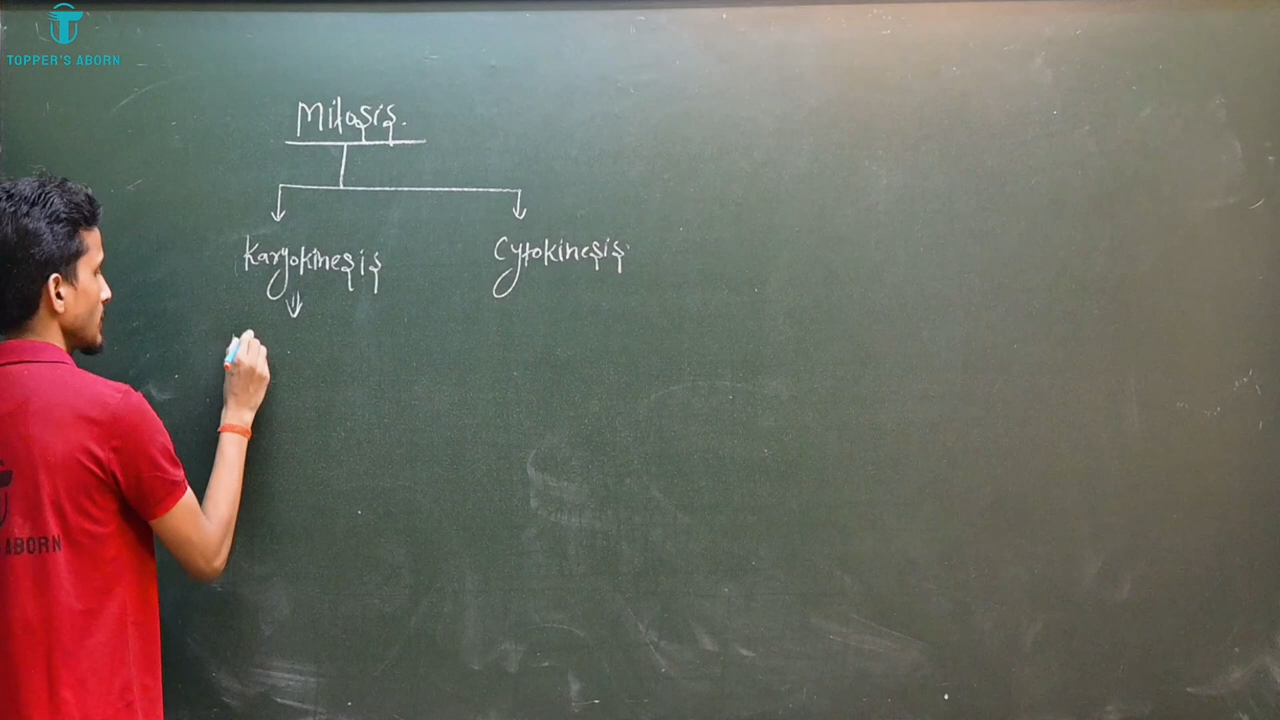 TOPPER'S ABORN
Mitosis.
Karyokinesis
Cytokinesis
ABORN